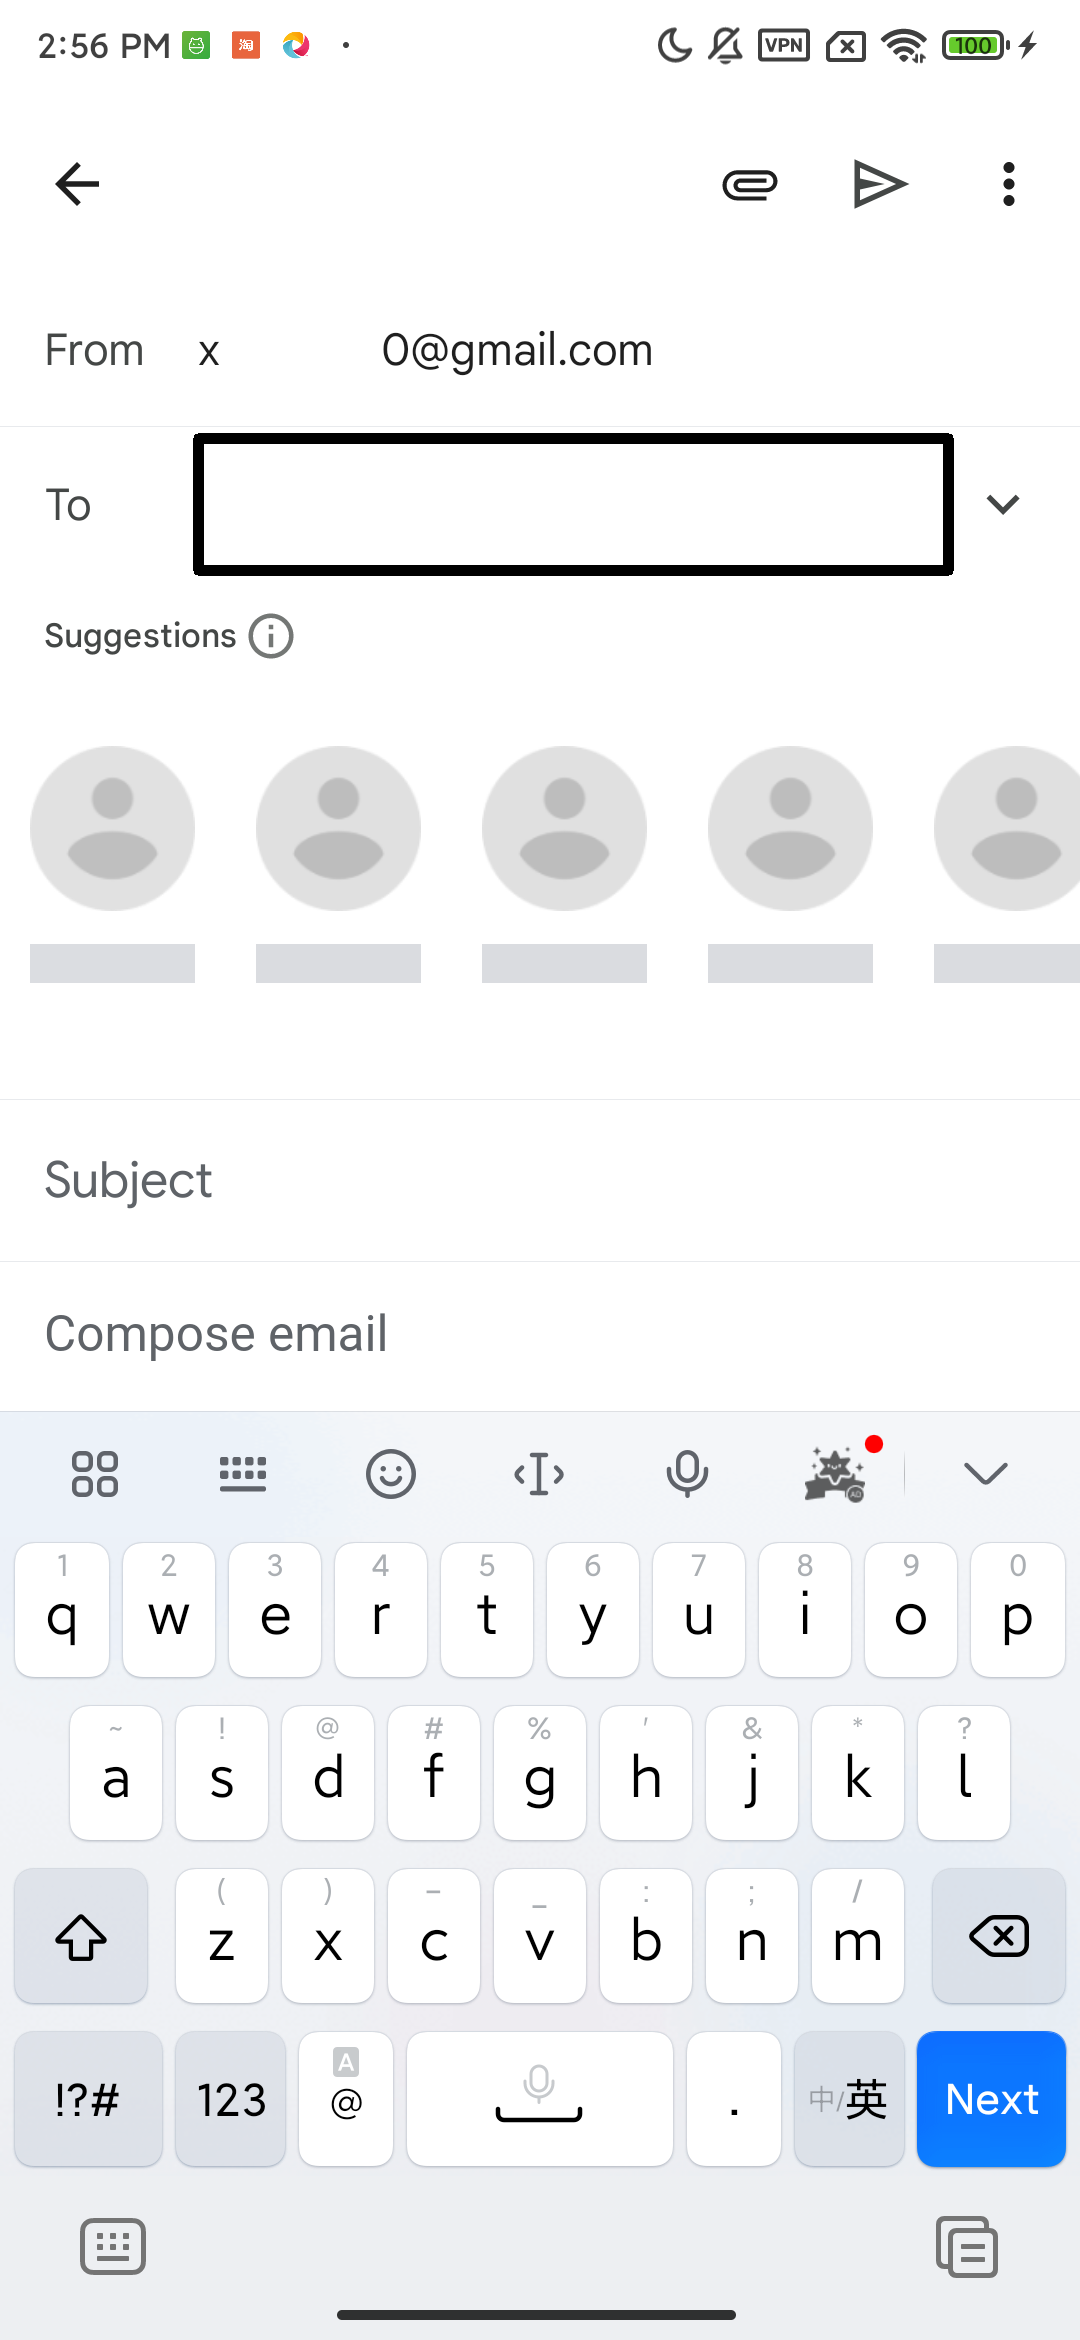 2:56 PM 淘 VPN 100
From x 0@gmail.com
To
Suggestions
Subject
Compose email
1 2 3 4 5 6 7 8 9 0
q w e r t y u i o p
~ ! @ # % ' & * ?
a s d f g h j k l
( ) – _ : ; /
z x c v b n m
!?# 123 A @ . 中/英 Next